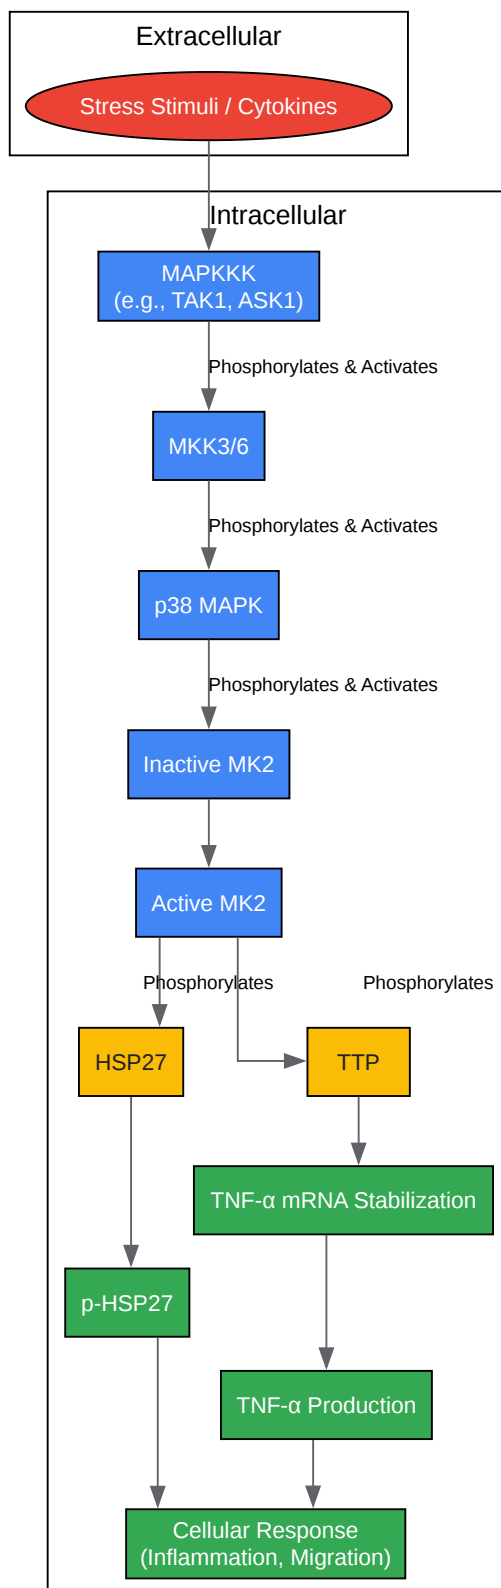 Extracellular
Stress Stimuli / Cytokines
Intracellular
MAPKKK
(e.g., TAK1, ASK1)
Phosphorylates & Activates
MKK3/6
Phosphorylates & Activates
p38 MAPK
Phosphorylates & Activates
Inactive MK2
Active MK2
Phosphorylates
Phosphorylates
HSP27
TTP
TNF-α mRNA Stabilization
p-HSP27
TNF-α Production
Cellular Response
(Inflammation, Migration)